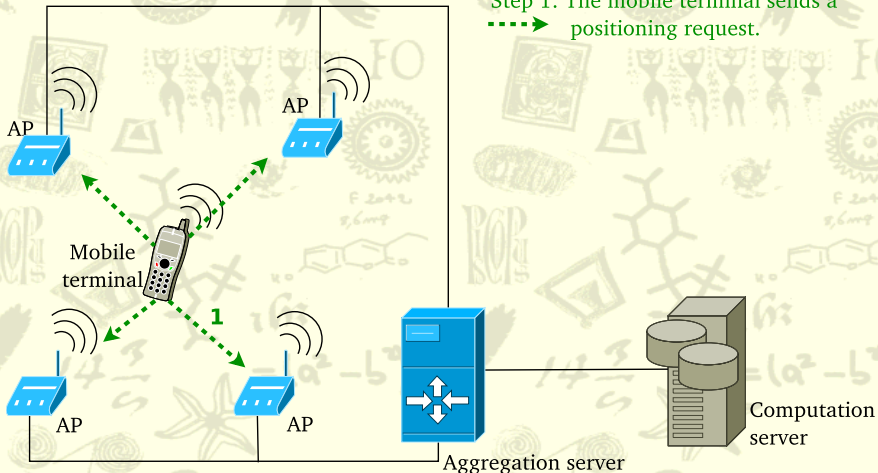 Step 1: The mobile terminal sends a
positioning request.
AP
AP
Mobile
terminal
1
AP
AP
Computation
server
Aggregation server